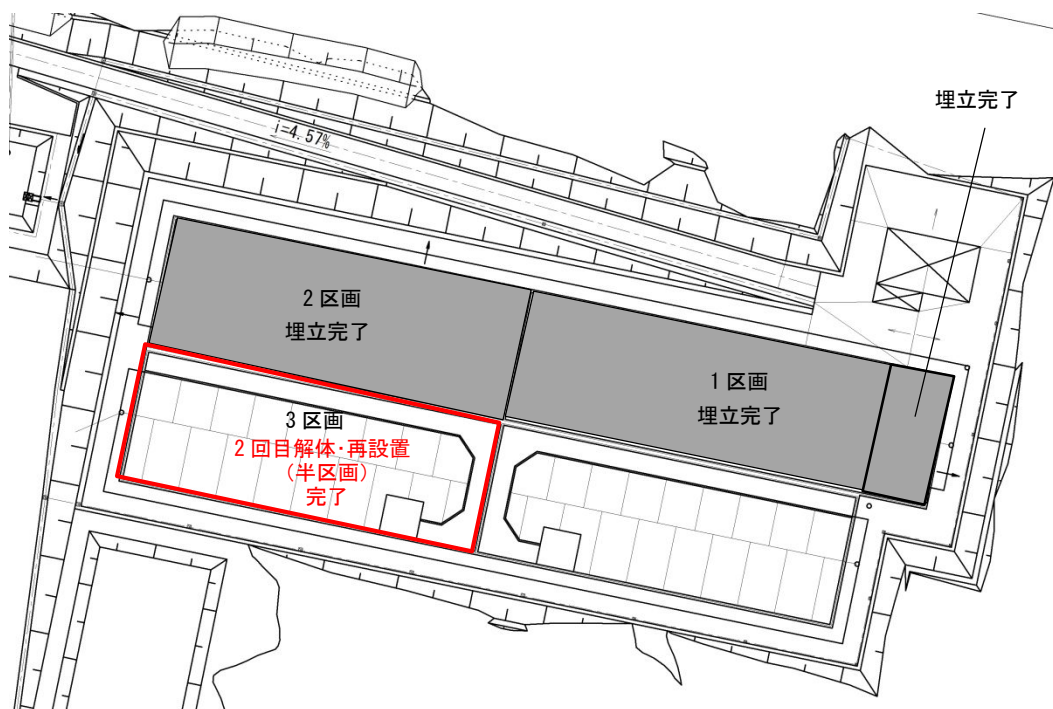 埋立完了
i=4.57%
2区画
埋立完了
1区画
埋立完了
3区画
2回目解体・再設置
(半区画)
完了